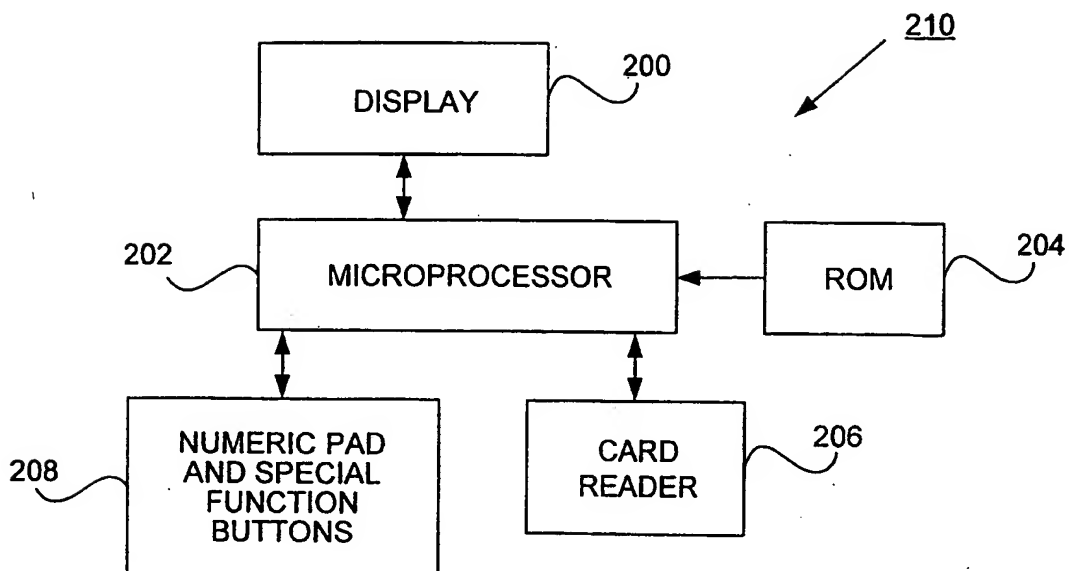 210
200
DISPLAY
202
MICROPROCESSOR
ROM
204
208
NUMERIC PAD
AND SPECIAL
FUNCTION
BUTTONS
CARD
READER
206